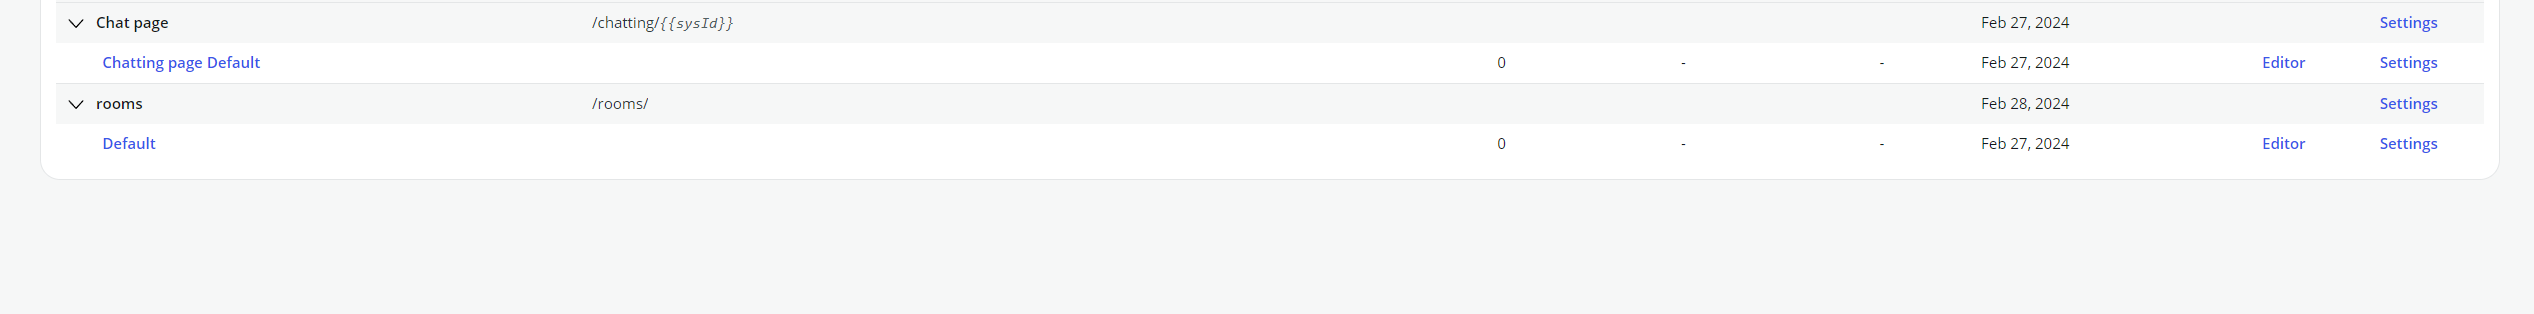 Chat page /chatting/{{sysId}} Feb 27, 2024 Settings
Chatting page Default 0 - - Feb 27, 2024 Editor Settings
rooms /rooms/ Feb 28, 2024 Settings
Default 0 - - Feb 27, 2024 Editor Settings